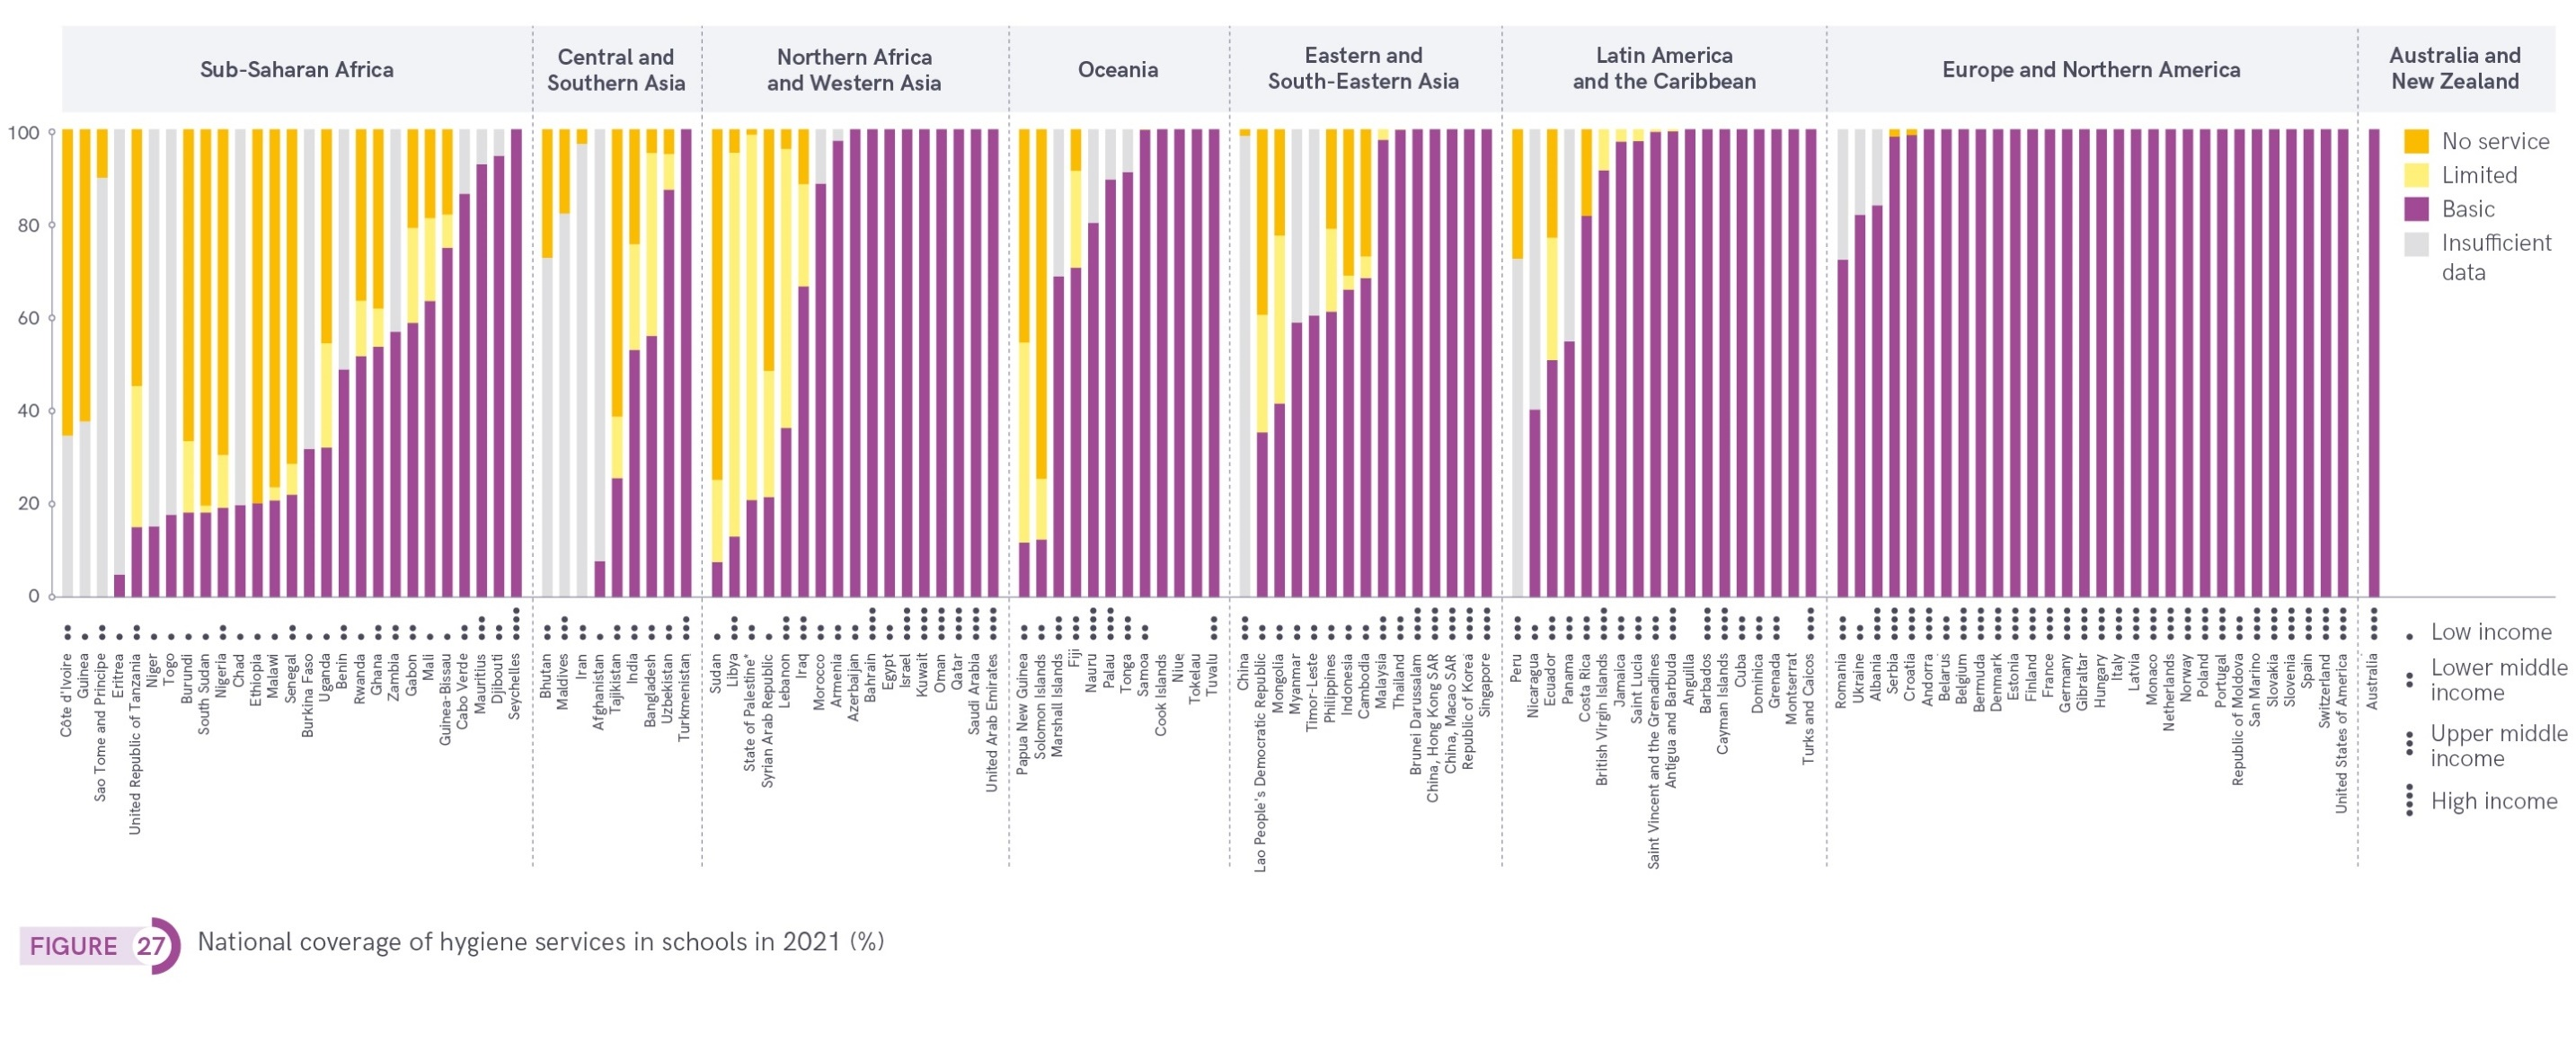 Sub-Saharan Africa
Central and
Southern Asia
Northern Africa
and Western Asia
Oceania
Eastern and
South-Eastern Asia
Latin America
and the Caribbean
Europe and Northern America
Australia and
New Zealand
100
80
60
40
20
0
No service
Limited
Basic
Insufficient
data
Côte d'Ivoire
Guinea
Sao Tome and Principe
Eritrea
United Republic of Tanzania
Niger
Togo
Burundi
South Sudan
Nigeria
Chad
Ethiopia
Malawi
Senegal
Burkina Faso
Uganda
Benin
Rwanda
Ghana
Zambia
Gabon
Mali
Guinea-Bissau
Cabo Verde
Mauritius
Djibouti
Seychelles
Bhutan
Maldives
Iran
Afghanistan
Tajikistan
India
Bangladesh
Uzbekistan
Turkmenistan
Sudan
Libya
State of Palestine*
Syrian Arab Republic
Lebanon
Iraq
Morocco
Armenia
Azerbaijan
Bahrain
Egypt
Israel
Kuwait
Oman
Qatar
Saudi Arabia
United Arab Emirates
Papua New Guinea
Solomon Islands
Marshall Islands
Fiji
Nauru
Palau
Tonga
Samoa
Cook Islands
Niue
Tokelau
Tuvalu
China
Lao People's Democratic Republic
Mongolia
Myanmar
Timor-Leste
Philippines
Indonesia
Cambodia
Malaysia
Thailand
Brunei Darussalam
China, Hong Kong SAR
China, Macao SAR
Republic of Korea
Singapore
Peru
Nicaragua
Ecuador
Panama
Costa Rica
British Virgin Islands
Jamaica
Saint Lucia
Saint Vincent and the Grenadines
Antigua and Barbuda
Anguilla
Barbados
Cayman Islands
Cuba
Dominica
Grenada
Montserrat
Turks and Caicos
Romania
Ukraine
Albania
Serbia
Croatia
Andorra
Belarus
Belgium
Bermuda
Denmark
Estonia
Finland
France
Germany
Gibraltar
Hungary
Italy
Latvia
Monaco
Netherlands
Norway
Poland
Portugal
Republic of Moldova
San Marino
Slovakia
Slovenia
Spain
Switzerland
United States of America
Australia
Low income
Lower middle
income
Upper middle
income
High income
FIGURE 27 National coverage of hygiene services in schools in 2021 (%)